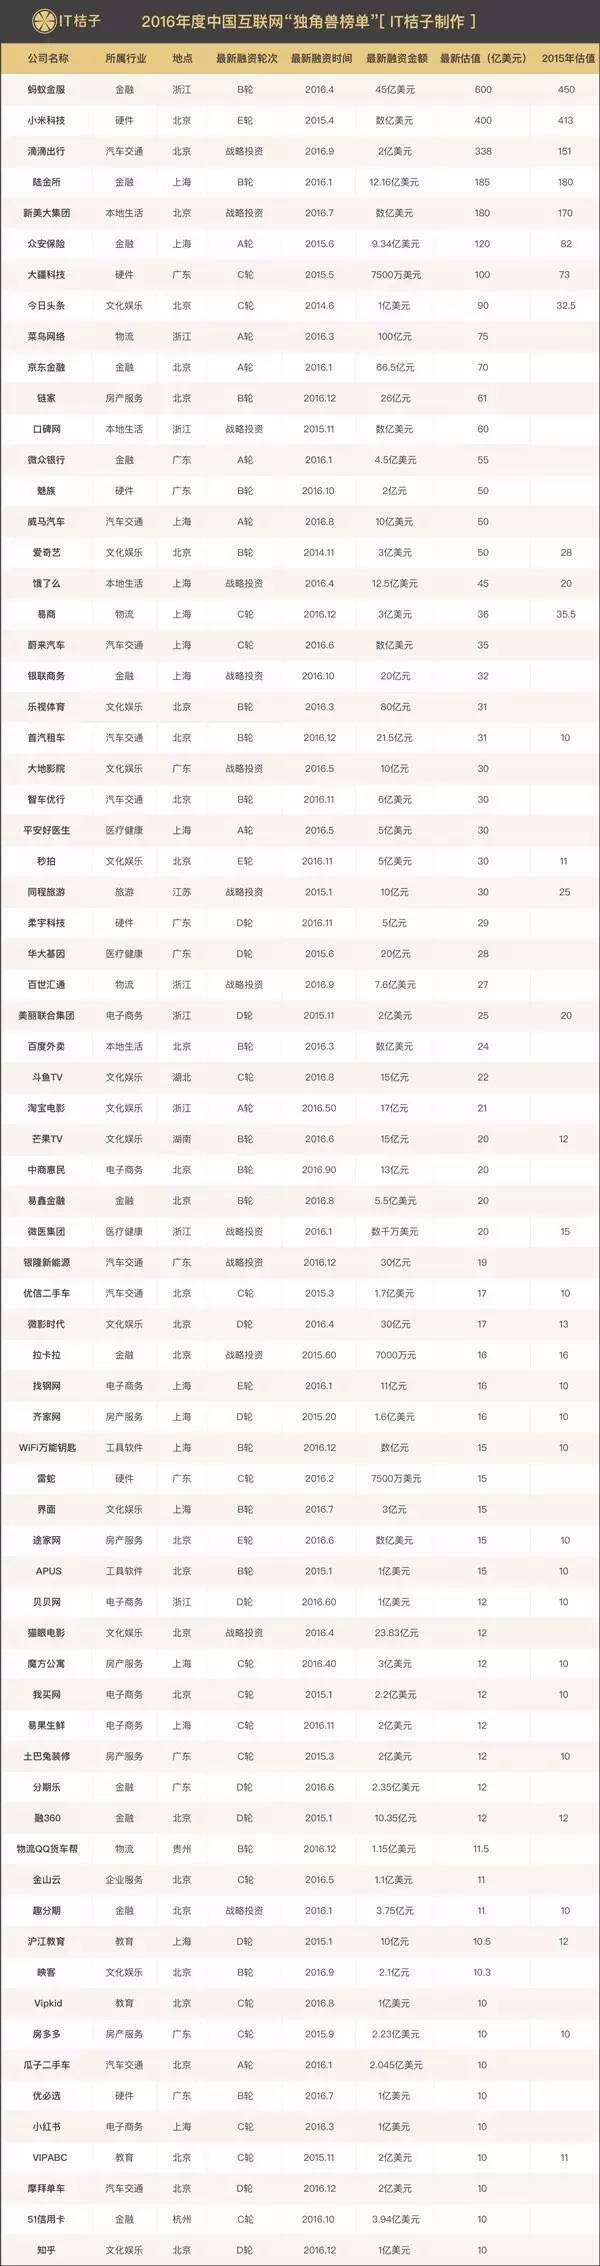 IT桔子 2016年度中国互联网“独角兽榜单”[ IT桔子制作 ]
公司名称 所属行业 地点 最新融资轮次 最新融资时间 最新融资金额 最新估值（亿美元） 2015年估值
蚂蚁金服 金融 浙江 B轮 2016.4 45亿美元 600 450
小米科技 硬件 北京 E轮 2015.4 数亿美元 400 413
滴滴出行 汽车交通 北京 战略投资 2016.9 2亿美元 338 151
陆金所 金融 上海 B轮 2016.1 12.16亿美元 185 180
新美大集团 本地生活 北京 战略投资 2016.7 数亿美元 180 170
众安保险 金融 上海 A轮 2015.6 9.34亿美元 120 82
大疆科技 硬件 广东 C轮 2015.5 7500万美元 100 73
今日头条 文化娱乐 北京 C轮 2014.6 1亿美元 90 32.5
菜鸟网络 物流 浙江 A轮 2016.3 100亿元 75
京东金融 金融 北京 A轮 2016.1 66.5亿元 70
链家 房产服务 北京 B轮 2016.12 26亿元 61
口碑网 本地生活 浙江 战略投资 2015.11 数亿美元 60
微众银行 金融 广东 A轮 2016.1 4.5亿美元 55
魅族 硬件 广东 B轮 2016.10 2亿元 50
威马汽车 汽车交通 上海 A轮 2016.8 10亿美元 50
爱奇艺 文化娱乐 北京 B轮 2014.11 3亿美元 50 28
饿了么 本地生活 上海 战略投资 2016.4 12.5亿美元 45 20
易商 物流 上海 C轮 2016.12 3亿美元 36 35.5
蔚来汽车 汽车交通 上海 C轮 2016.6 数亿美元 35
银联商务 金融 上海 战略投资 2016.10 20亿元 32
乐视体育 文化娱乐 北京 B轮 2016.3 80亿元 31
首汽租车 汽车交通 北京 B轮 2016.12 21.5亿元 31 10
大地影院 文化娱乐 广东 战略投资 2016.5 10亿元 30
智车优行 汽车交通 北京 B轮 2016.11 6亿美元 30
平安好医生 医疗健康 上海 A轮 2016.5 5亿美元 30
秒拍 文化娱乐 北京 E轮 2016.11 5亿美元 30 11
同程旅游 旅游 江苏 战略投资 2015.1 10亿元 30 25
柔宇科技 硬件 广东 D轮 2016.11 5亿元 29
华大基因 医疗健康 广东 D轮 2015.6 20亿元 28
百世汇通 物流 浙江 战略投资 2016.9 7.6亿美元 27
美丽联合集团 电子商务 浙江 D轮 2015.11 2亿美元 25 20
百度外卖 本地生活 北京 B轮 2016.3 数亿美元 24
斗鱼TV 文化娱乐 湖北 C轮 2016.8 15亿元 22
淘宝电影 文化娱乐 浙江 A轮 2016.50 17亿元 21
芒果TV 文化娱乐 湖南 B轮 2016.6 15亿元 20 12
中商惠民 电子商务 北京 B轮 2016.90 13亿元 20
易鑫金融 金融 北京 B轮 2016.8 5.5亿美元 20
微医集团 医疗健康 浙江 战略投资 2016.1 数千万美元 20 15
银隆新能源 汽车交通 广东 战略投资 2016.12 30亿元 19
优信二手车 汽车交通 北京 C轮 2015.3 1.7亿美元 17 10
微影时代 文化娱乐 北京 D轮 2016.4 30亿元 17 13
拉卡拉 金融 北京 战略投资 2015.60 7000万元 16 16
找钢网 电子商务 上海 E轮 2016.1 11亿元 16 10
齐家网 房产服务 上海 D轮 2015.20 1.6亿美元 16 10
WiFi万能钥匙 工具软件 上海 B轮 2016.12 数亿元 15 10
雷蛇 硬件 广东 C轮 2016.2 7500万美元 15
界面 文化娱乐 上海 B轮 2016.7 3亿元 15
途家网 房产服务 北京 E轮 2016.6 数亿美元 15 10
APUS 工具软件 北京 B轮 2015.1 1亿美元 15 10
贝贝网 电子商务 浙江 D轮 2016.60 1亿美元 12 10
猫眼电影 文化娱乐 北京 战略投资 2016.4 23.83亿元 12
魔方公寓 房产服务 上海 C轮 2016.40 3亿美元 12 10
我买网 电子商务 北京 C轮 2015.1 2.2亿美元 12 10
易果生鲜 电子商务 上海 C轮 2016.11 2亿美元 12
土巴兔装修 房产服务 广东 C轮 2015.3 2亿美元 12 10
分期乐 金融 广东 D轮 2016.6 2.35亿美元 12
融360 金融 北京 D轮 2015.1 10.35亿元 12 12
物流QQ货车帮 物流 贵州 B轮 2016.12 1.15亿美元 11.5
金山云 企业服务 北京 C轮 2016.5 1.1亿美元 11
趣分期 金融 北京 战略投资 2016.1 3.75亿元 11 10
沪江教育 教育 上海 D轮 2015.1 10亿元 10.5 12
映客 文化娱乐 北京 B轮 2016.9 2.1亿元 10.3
Vipkid 教育 北京 C轮 2016.8 1亿美元 10
房多多 房产服务 广东 C轮 2015.9 2.23亿美元 10 10
瓜子二手车 汽车交通 北京 A轮 2016.1 2.045亿美元 10
优必选 硬件 广东 B轮 2016.7 1亿美元 10
小红书 电子商务 上海 C轮 2016.3 1亿美元 10
VIPABC 教育 北京 C轮 2015.11 2亿美元 10 11
摩拜单车 汽车交通 北京 D轮 2016.12 2亿美元 10
51信用卡 金融 杭州 C轮 2016.10 3.94亿美元 10
知乎 文化娱乐 北京 D轮 2016.12 1亿美元 10